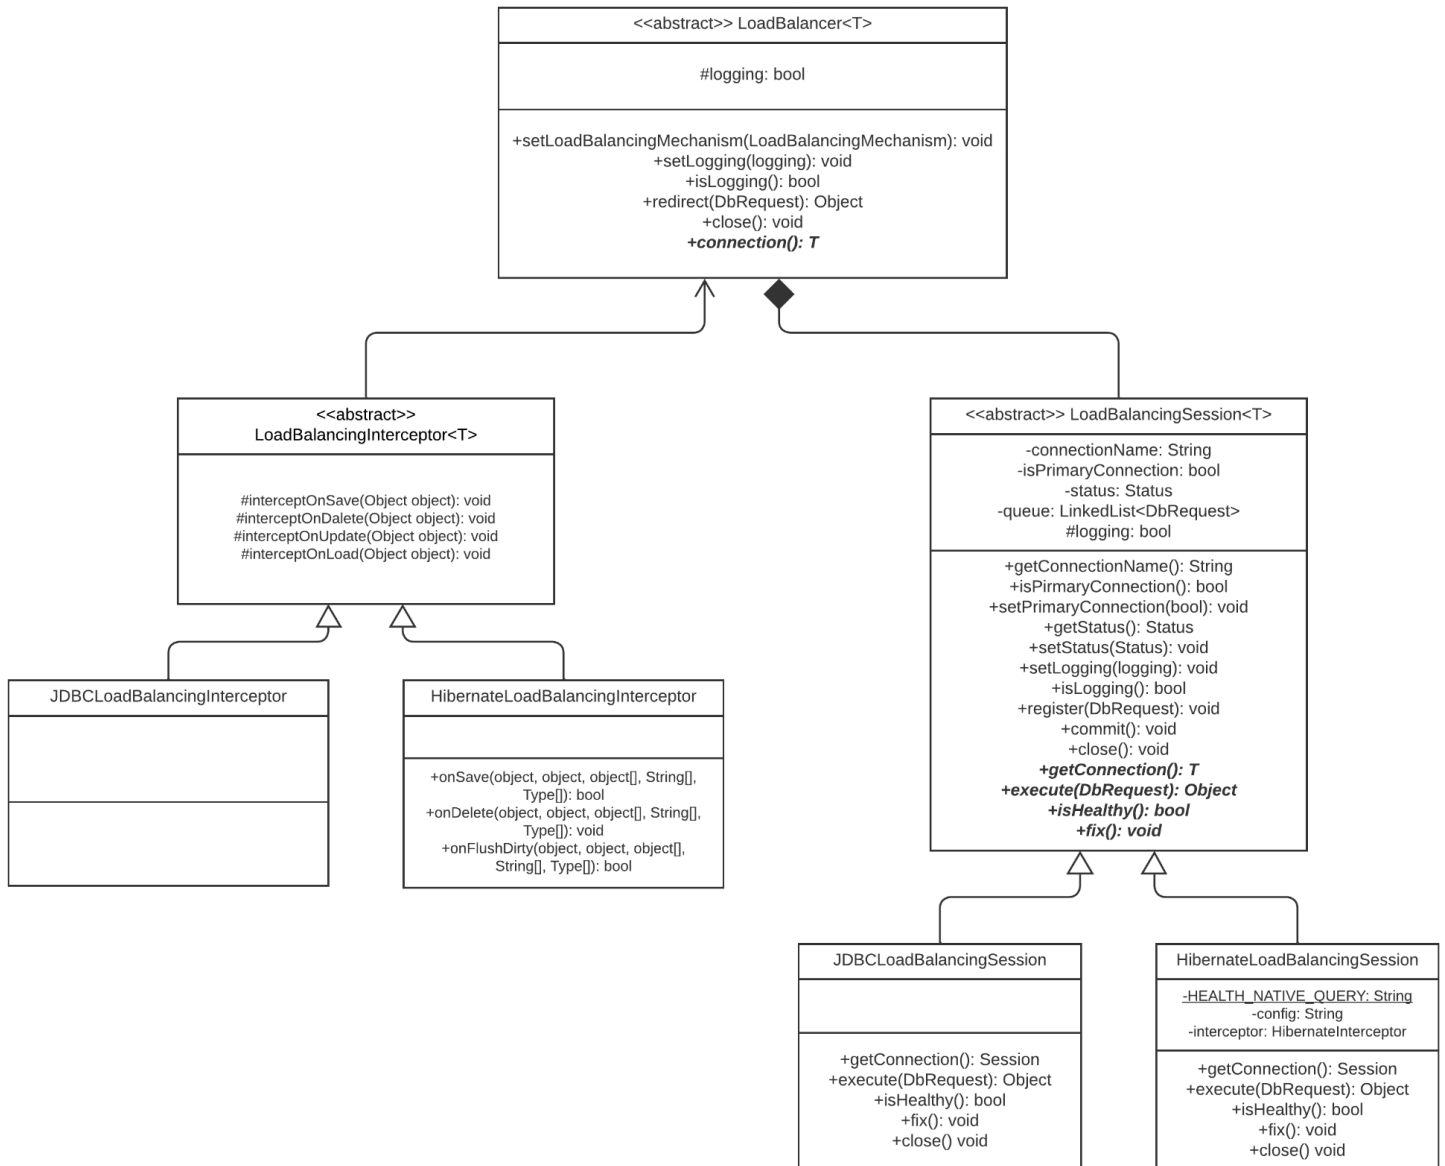 <<abstract>> LoadBalancer<T>
#logging: bool
+setLoadBalancingMechanism(LoadBalancingMechanism): void
+setLogging(logging): void
+isLogging(): bool
+redirect(DbRequest): Object
+close(): void
+connection(): T
<<abstract>>
LoadBalancingInterceptor<T>
#interceptOnSave(Object object): void
#interceptOnDalete(Object object): void
#interceptOnUpdate(Object object): void
#interceptOnLoad(Object object): void
<<abstract>> LoadBalancingSession<T>
-connectionName: String
-isPrimaryConnection: bool
-status: Status
-queue: LinkedList<DbRequest>
#logging: bool
+getConnectionName(): String
+isPirmaryConnection(): bool
+setPrimaryConnection(bool): void
+getStatus(): Status
+setStatus(Status): void
+setLogging(logging): void
+isLogging(): bool
+register(DbRequest): void
+commit(): void
+close(): void
+getConnection(): T
+execute(DbRequest): Object
+isHealthy(): bool
+fix(): void
JDBCLoadBalancingInterceptor
HibernateLoadBalancingInterceptor
+onSave(object, object, object[], String[],
Type[]): bool
+onDelete(object, object, object[], String[],
Type[]): void
+onFlushDirty(object, object, object[],
String[], Type[]): bool
JDBCLoadBalancingSession
+getConnection(): Session
+execute(DbRequest): Object
+isHealthy(): bool
+fix(): void
+close() void
HibernateLoadBalancingSession
-HEALTH_NATIVE_QUERY: String
-config: String
-interceptor: HibernateInterceptor
+getConnection(): Session
+execute(DbRequest): Object
+isHealthy(): bool
+fix(): void
+close() void